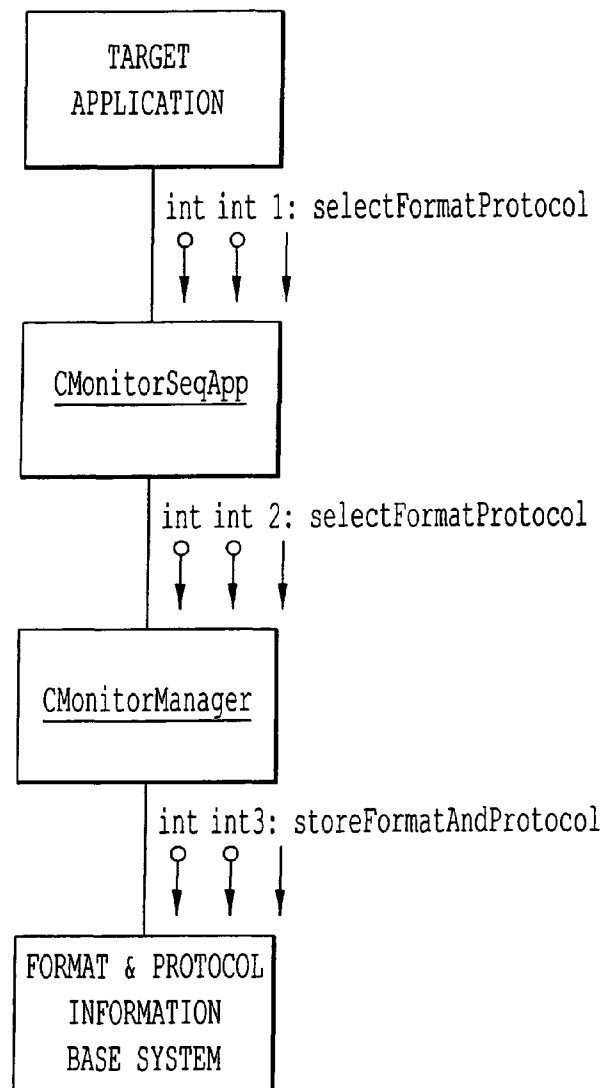 TARGET
APPLICATION
int int 1: selectFormatProtocol
CMonitorSeqApp
int int 2: selectFormatProtocol
CMonitorManager
int int3: storeFormatAndProtocol
FORMAT & PROTOCOL
INFORMATION
BASE SYSTEM